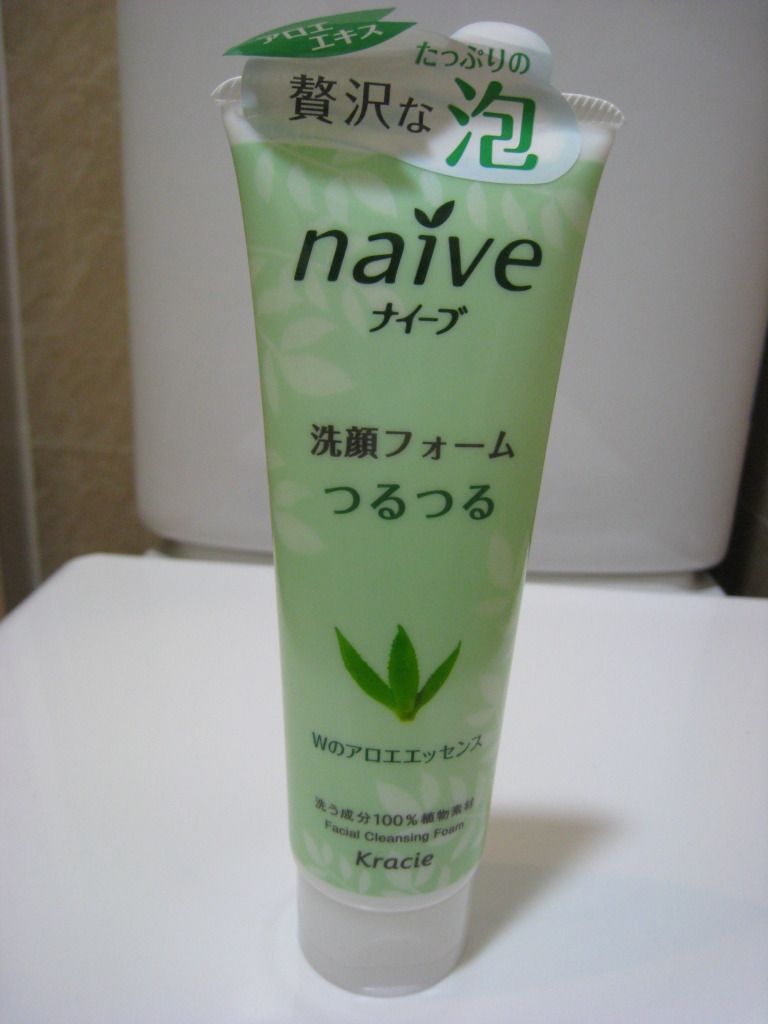 アロエ
エキス
たっぷりの
贅沢な泡
naive
ナイーブ
洗顔フォーム
つるつる
Wのアロエエッセンス
洗う成分100%植物素材
Facial Cleansing Foam
Kracie